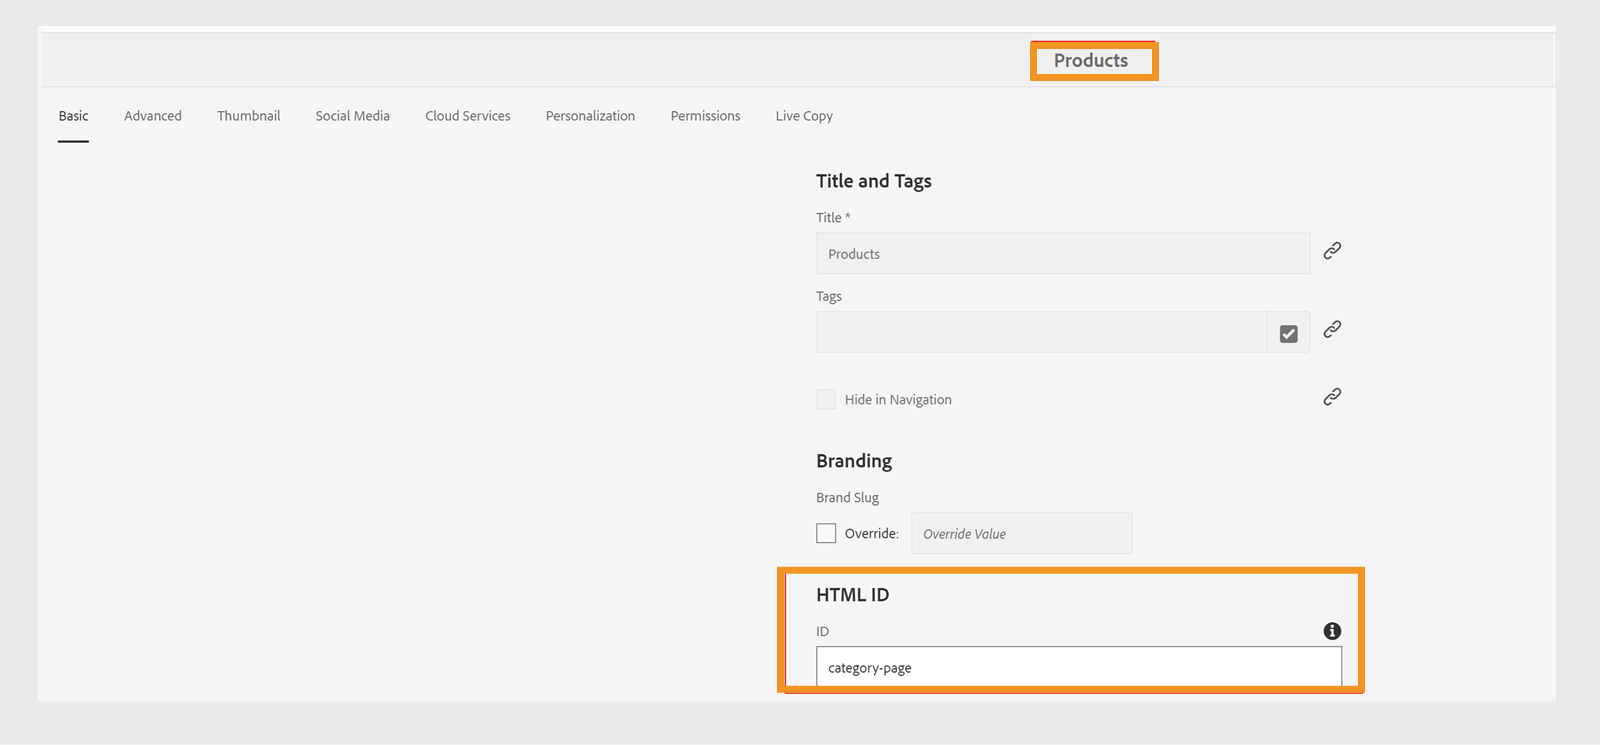 Products
Basic Advanced Thumbnail Social Media Cloud Services Personalization Permissions Live Copy
Title and Tags
Title *
Products
Tags
Hide in Navigation
Branding
Brand Slug
Override: Override Value
HTML ID
ID
category-page